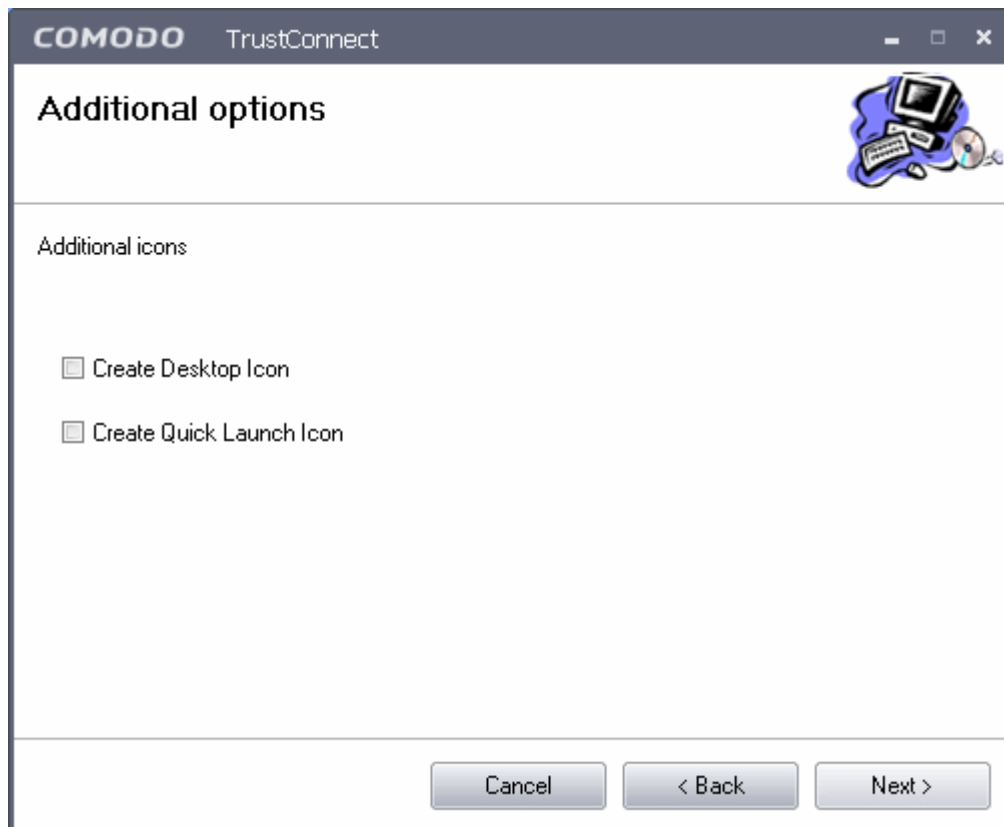 COMODO TrustConnect
Additional options
Additional icons
Create Desktop Icon
Create Quick Launch Icon
Cancel < Back Next >